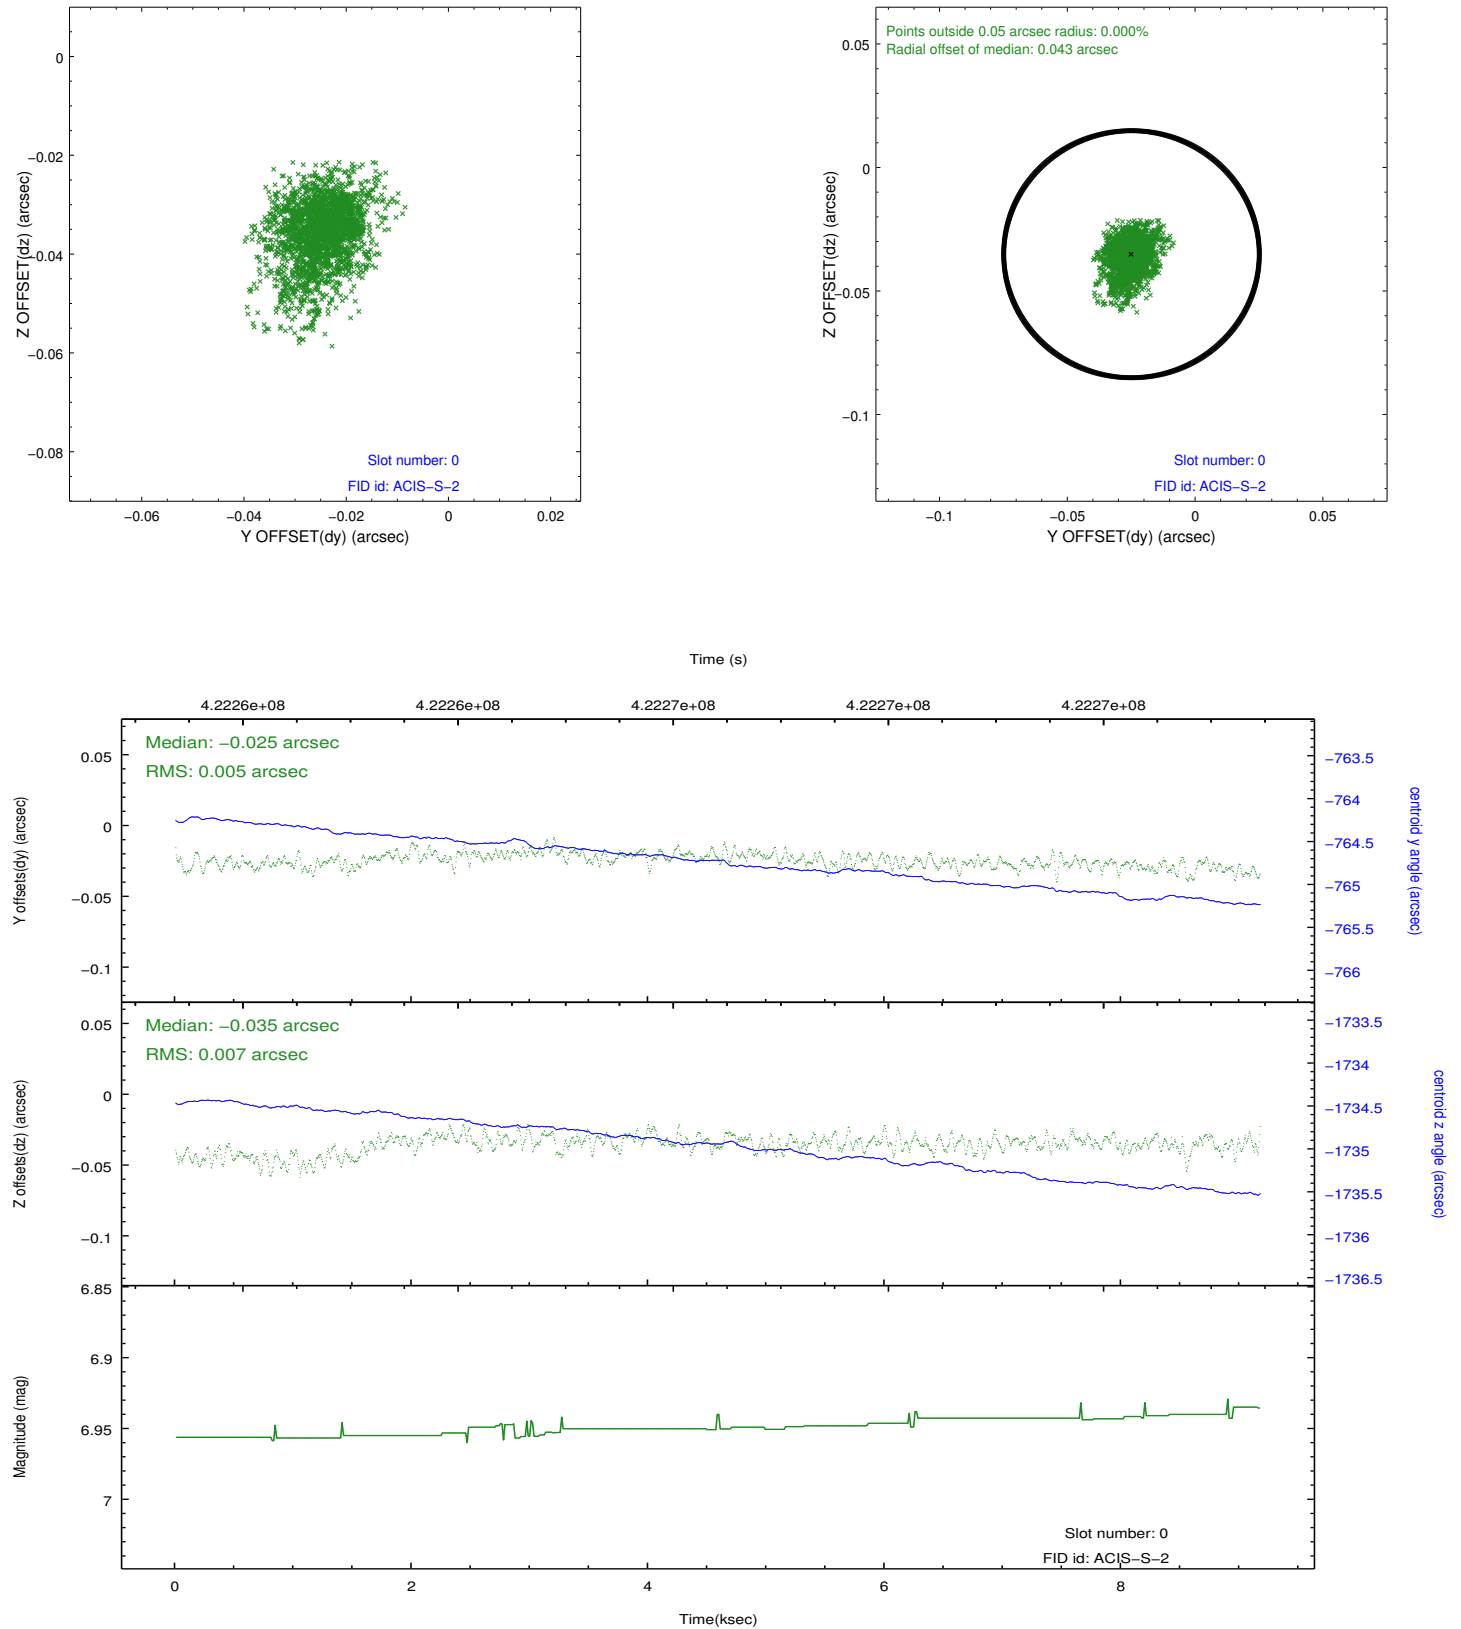 0
−0.02
−0.04
−0.06
−0.08
Z OFFSET(dz) (arcsec)
Slot number: 0
FID id: ACIS−S−2
−0.06
−0.04
−0.02
0
0.02
Y OFFSET(dy) (arcsec)
Points outside 0.05 arcsec radius: 0.000%
Radial offset of median: 0.043 arcsec
0.05
0
−0.05
−0.1
Z OFFSET(dz) (arcsec)
Slot number: 0
FID id: ACIS−S−2
−0.1
−0.05
0
0.05
Y OFFSET(dy) (arcsec)
Time (s)
4.2226e+08
4.2226e+08
4.2227e+08
4.2227e+08
4.2227e+08
Median: −0.025 arcsec
RMS: 0.005 arcsec
0.05
0
−0.05
−0.1
Y offsets(dy) (arcsec)
−763.5
−764
−764.5
−765
−765.5
−766
centroid y angle (arcsec)
Median: −0.035 arcsec
RMS: 0.007 arcsec
0.05
0
−0.05
−0.1
Z offsets(dz) (arcsec)
−1733.5
−1734
−1734.5
−1735
−1735.5
−1736
−1736.5
centroid z angle (arcsec)
6.85
6.9
6.95
7
Magnitude (mag)
Slot number: 0
FID id: ACIS−S−2
0
2
4
6
8
Time(ksec)